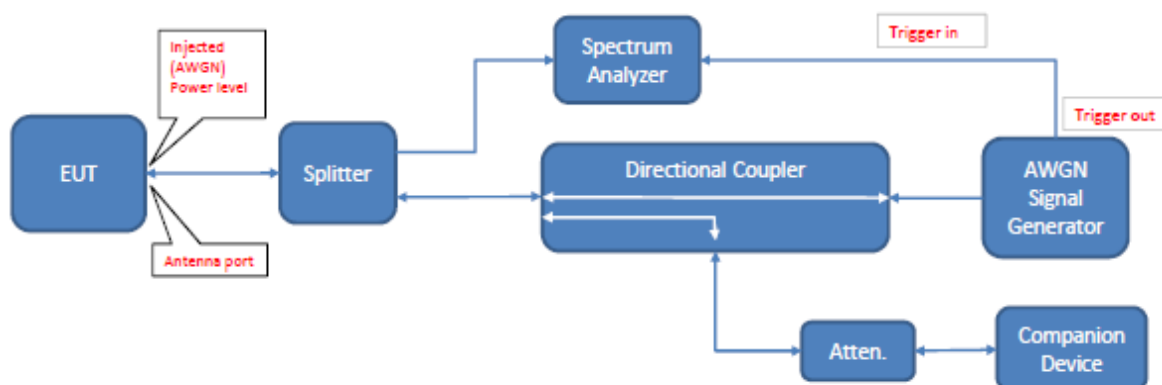 Injected
(AWGN)
Power level
Spectrum
Analyzer
Trigger in
Trigger out
EUT
Splitter
Directional Coupler
AWGN
Signal
Generator
Antenna port
Atten.
Companion
Device